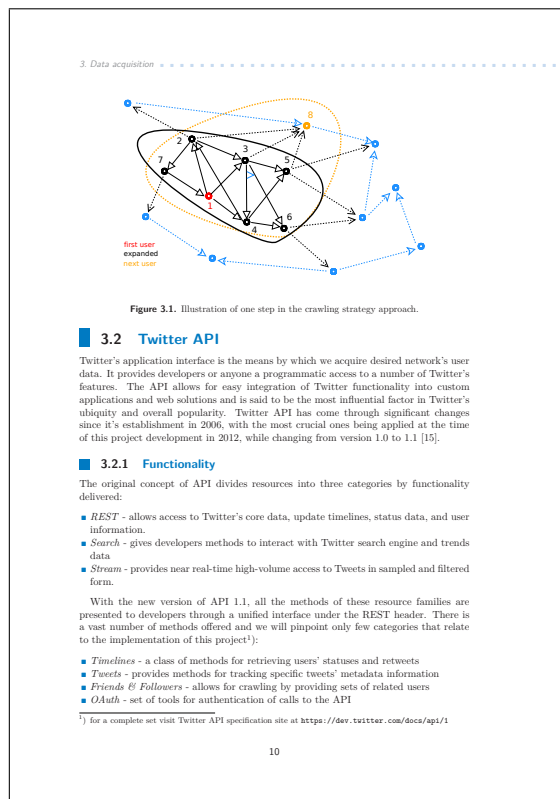 3. Data acquisition
8
2
3
7
5
1
6
4
first user
expanded
next user
Figure 3.1. Illustration of one step in the crawling strategy approach.
3.2 Twitter API
Twitter's application interface is the means by which we acquire desired network's user
data. It provides developers or anyone a programmatic access to a number of Twitter's
features. The API allows for easy integration of Twitter functionality into custom
applications and web solutions and is said to be the most influential factor in Twitter's
ubiquity and overall popularity. Twitter API has come through significant changes
since it's establishment in 2006, with the most crucial ones being applied at the time
of this project development in 2012, while changing from version 1.0 to 1.1 [15].
3.2.1 Functionality
The original concept of API divides resources into three categories by functionality
delivered:
■ REST - allows access to Twitter's core data, update timelines, status data, and user
information.
■ Search - gives developers methods to interact with Twitter search engine and trends
data
■ Stream - provides near real-time high-volume access to Tweets in sampled and filtered
form.
With the new version of API 1.1, all the methods of these resource families are
presented to developers through a unified interface under the REST header. There is
a vast number of methods offered and we will pinpoint only few categories that relate
to the implementation of this project¹):
■ Timelines - a class of methods for retrieving users' statuses and retweets
■ Tweets - provides methods for tracking specific tweets' metadata information
■ Friends & Followers - allows for crawling by providing sets of related users
■ OAuth - set of tools for authentication of calls to the API
¹) for a complete set visit Twitter API specification site at https://dev.twitter.com/docs/api/1
10